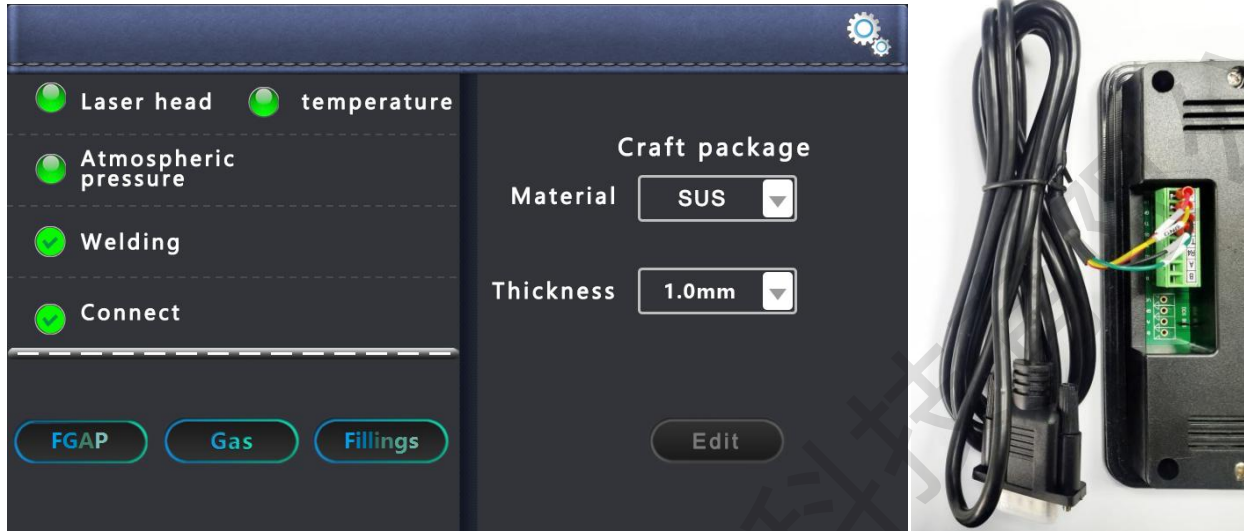 Laser head temperature
Atmospheric
pressure
Welding
Connect
FGAP Gas Fillings
Craft package
Material SUS
Thickness 1.0mm
Edit